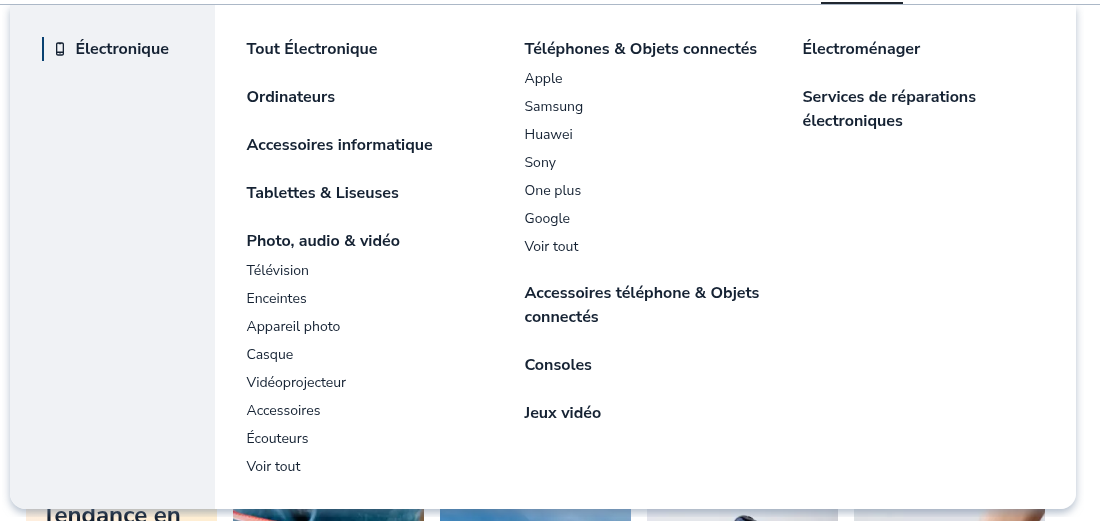 Électronique
Tout Électronique
Ordinateurs
Accessoires informatique
Tablettes & Liseuses
Photo, audio & vidéo
Télévision
Enceintes
Appareil photo
Casque
Vidéoprojecteur
Accessoires
Écouteurs
Voir tout
Téléphones & Objets connectés
Apple
Samsung
Huawei
Sony
One plus
Google
Voir tout
Accessoires téléphone & Objets
connectés
Consoles
Jeux vidéo
Électroménager
Services de réparations
électroniques
Tendance en